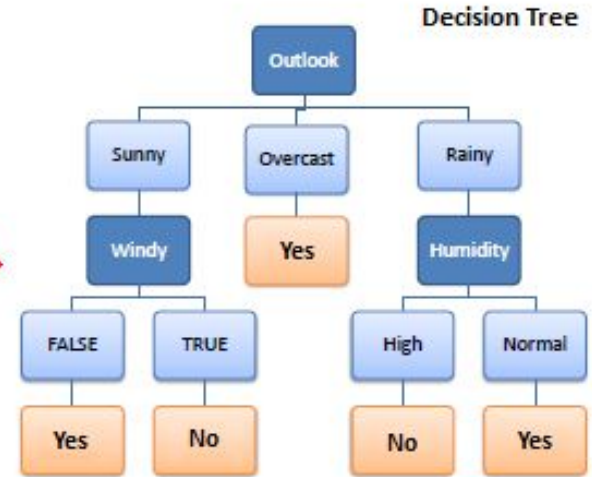 Decision Tree
Outlook
Sunny Overcast Rainy
Windy Yes Humidity
FALSE TRUE High Normal
Yes No No Yes